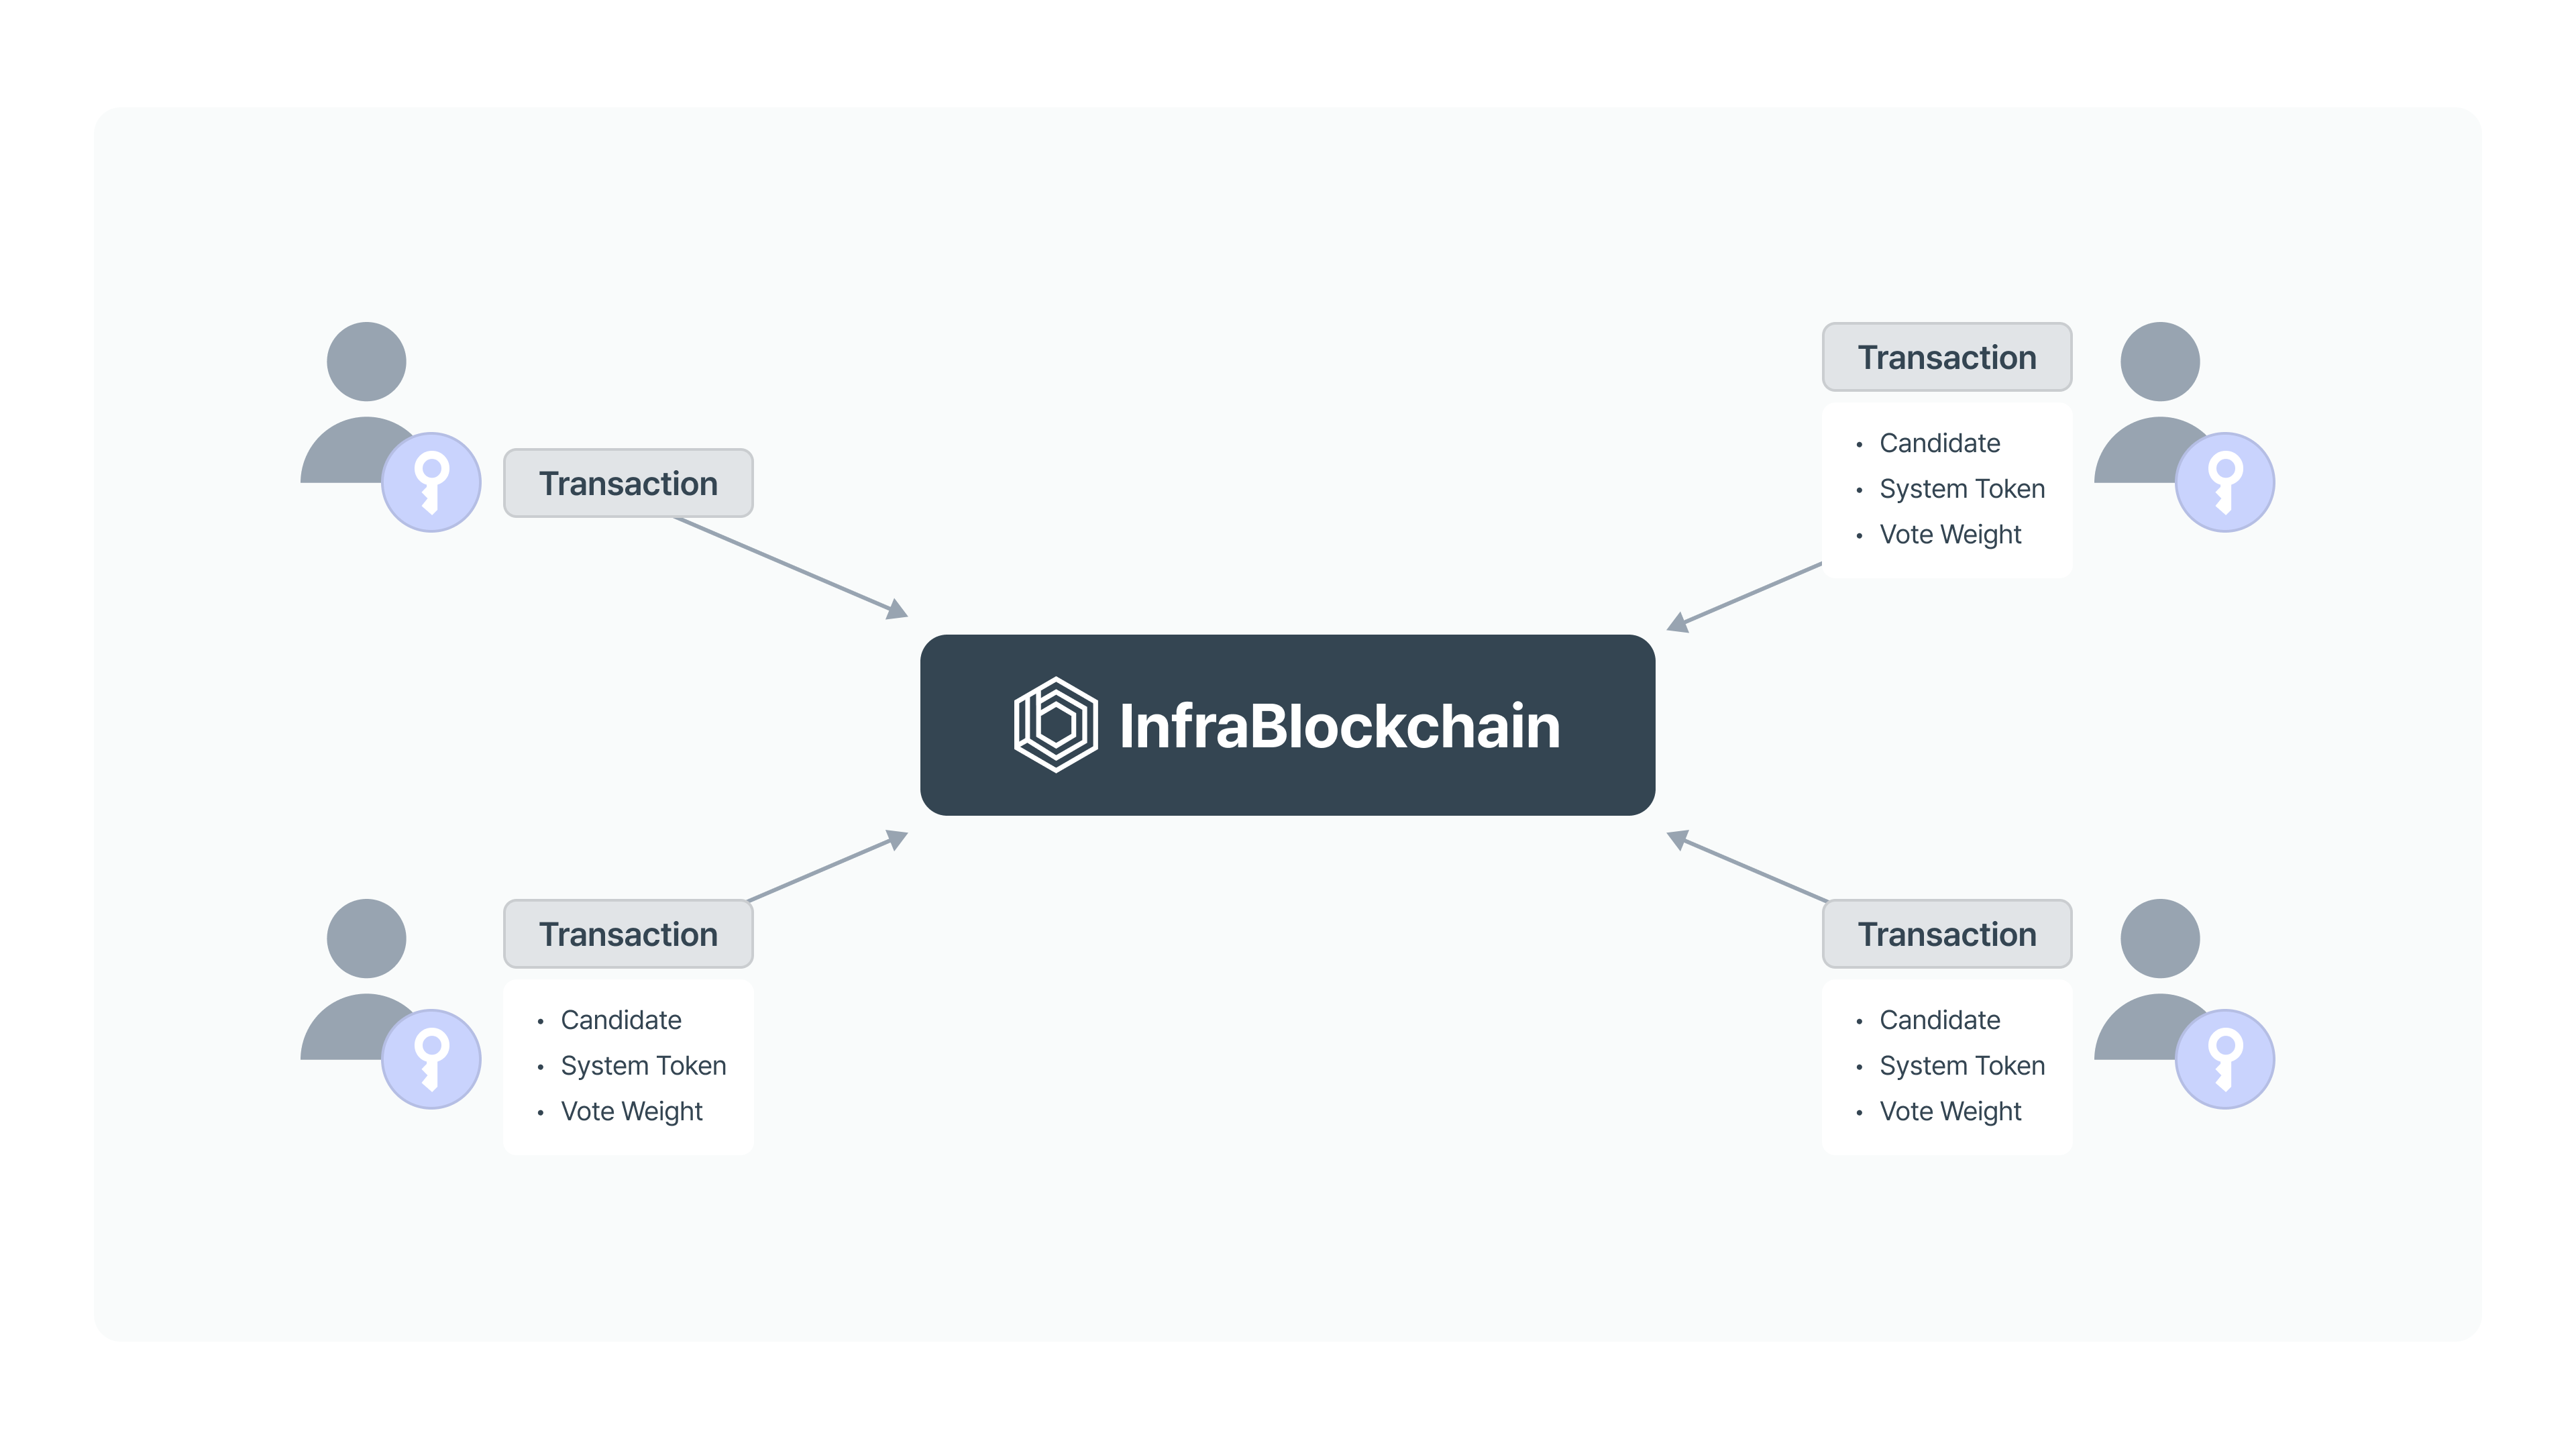 Transaction
Transaction
• Candidate
• System Token
• Vote Weight
InfraBlockchain
Transaction
• Candidate
• System Token
• Vote Weight
Transaction
• Candidate
• System Token
• Vote Weight